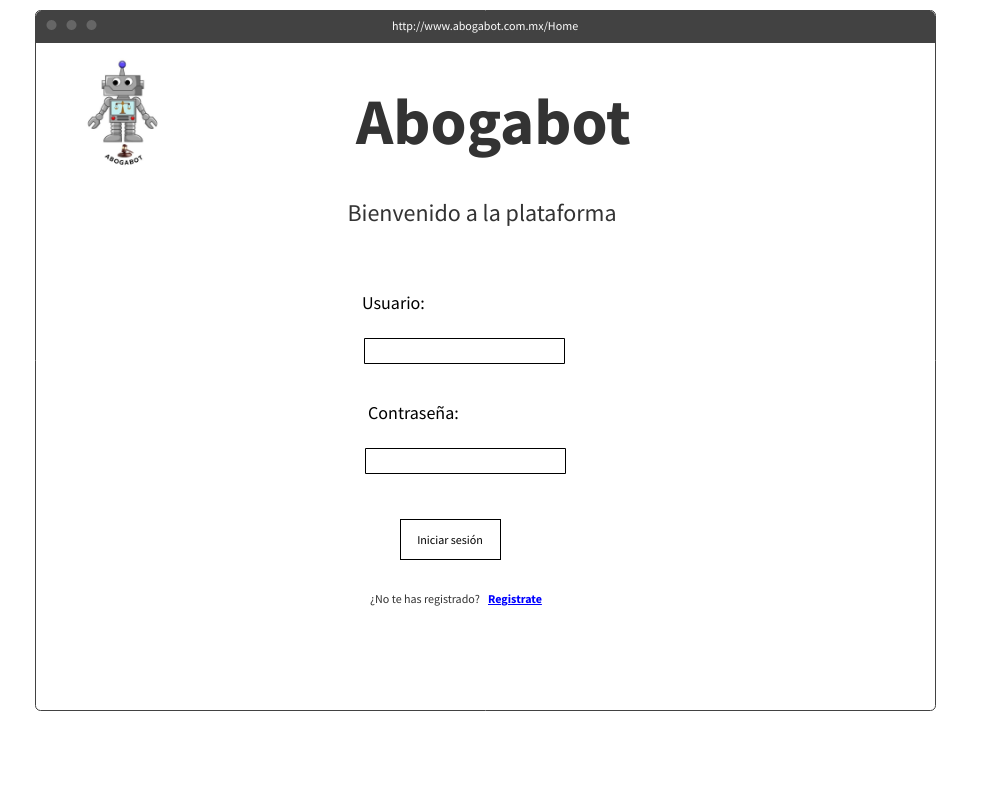 http://www.abogabot.com.mx/Home
ABOGABOT
Abogabot
Bienvenido a la plataforma
Usuario:
Contraseña:
Iniciar sesión
¿No te has registrado? Registrate